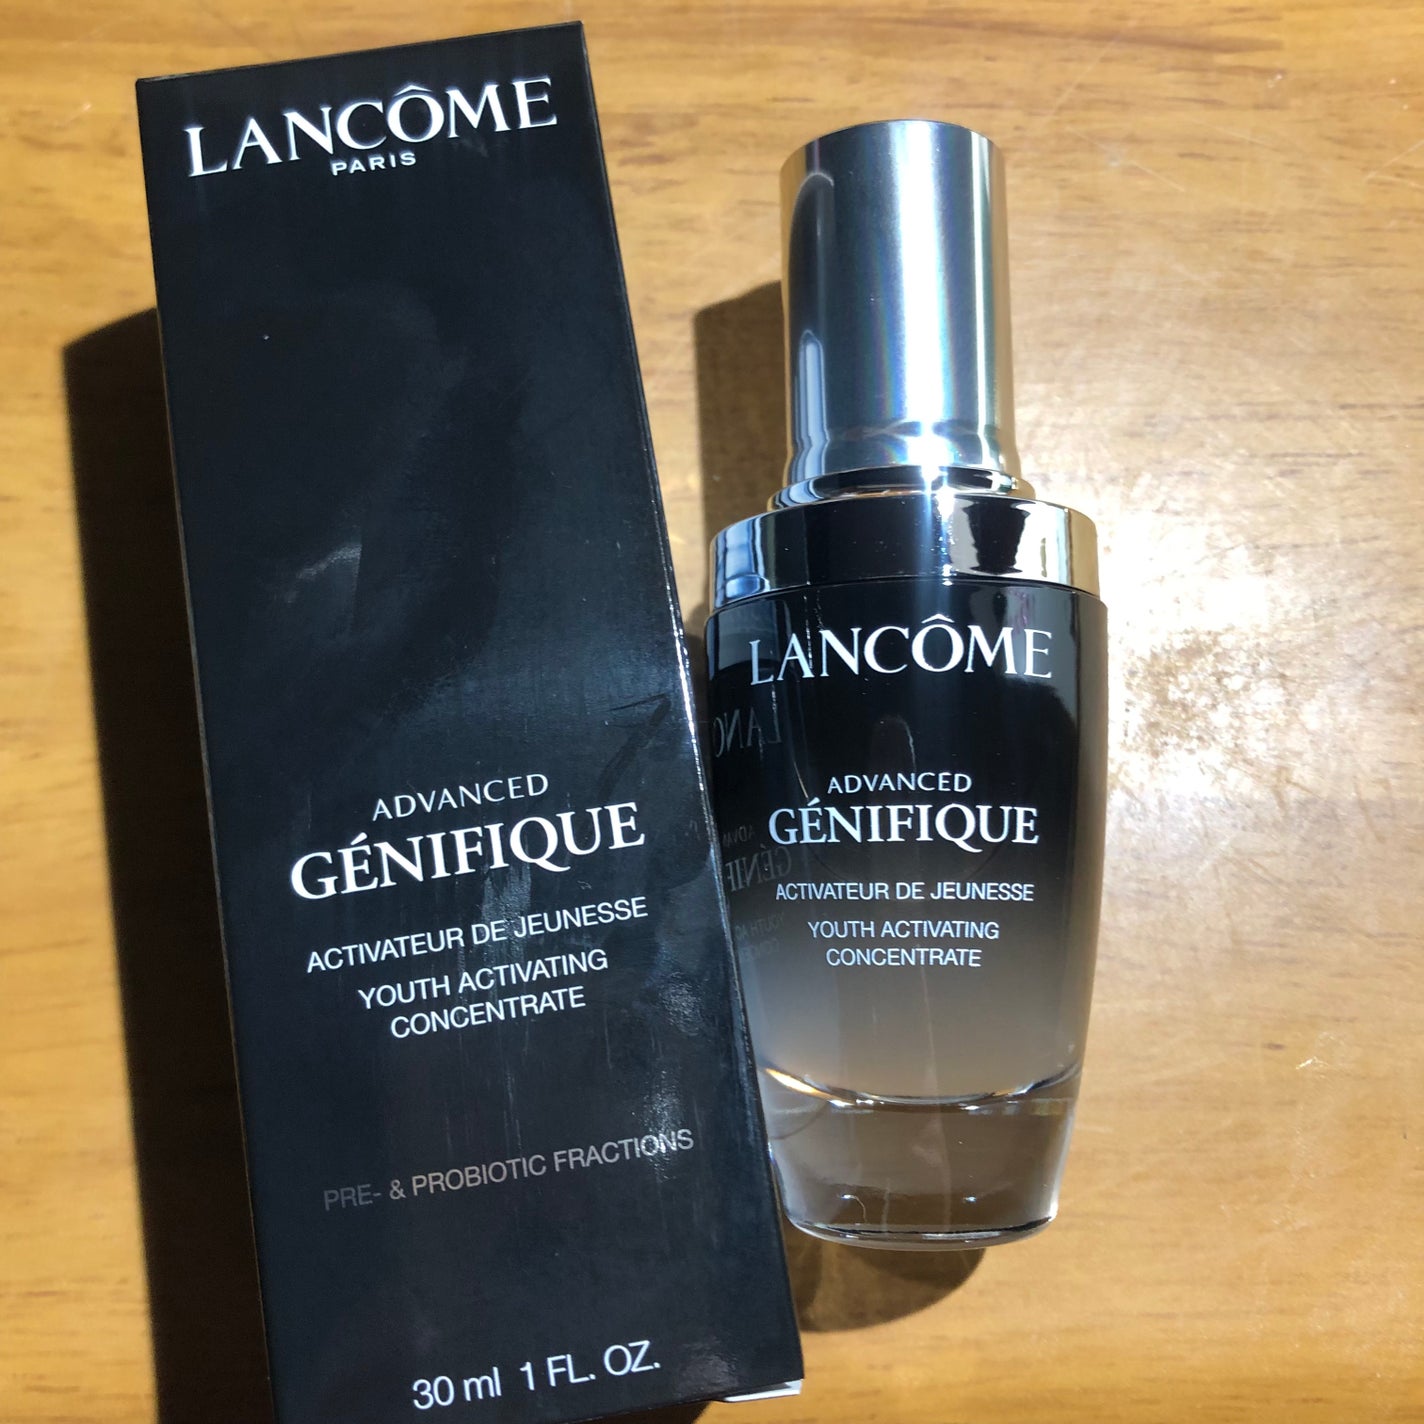 LANCÔME
PARIS
ADVANCED
GÉNIFIQUE
ACTIVATEUR DE JEUNESSE
YOUTH ACTIVATING
CONCENTRATE
PRE- & PROBIOTIC FRACTIONS
30 ml 1 FL. OZ.
LANCÔME
ADVANCED
GÉNIFIQUE
ACTIVATEUR DE JEUNESSE
YOUTH ACTIVATING
CONCENTRATE